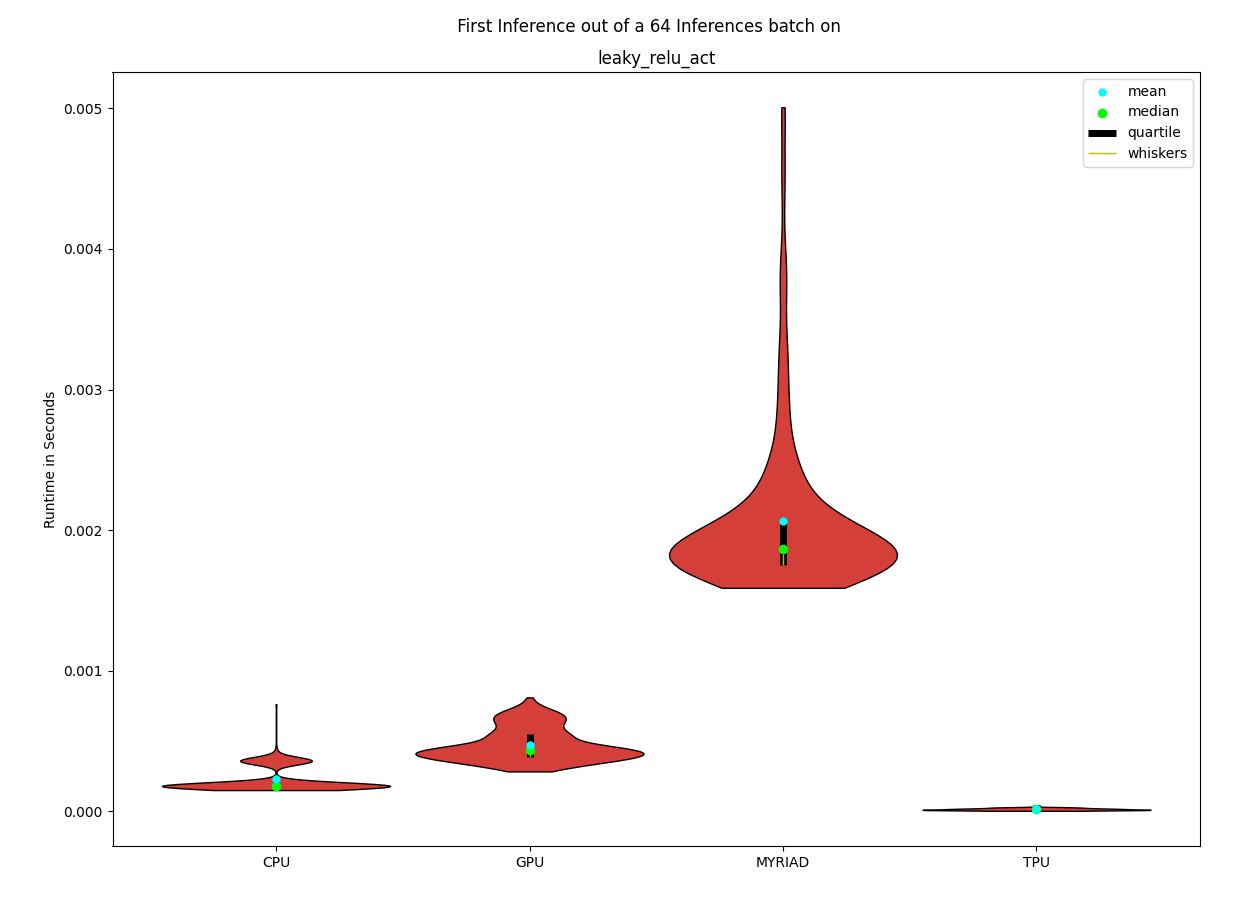 First Inference out of a 64 Inferences batch on
leaky_relu_act
mean
median
quartile
whiskers
Runtime in Seconds
0.005
0.004
0.003
0.002
0.001
0.000
CPU
GPU
MYRIAD
TPU